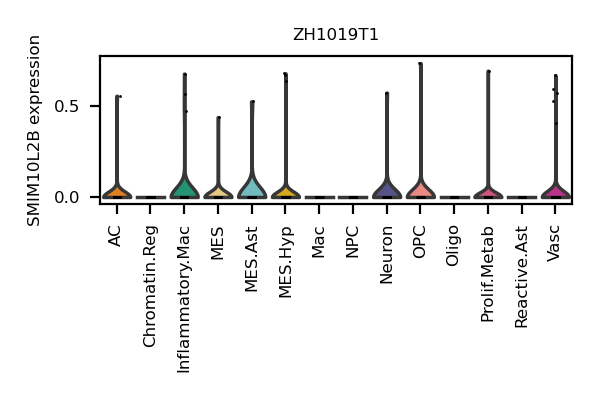 ZH1019T1
SMIM10L2B expression
0.5
0.0
AC
Chromatin.Reg
Inflammatory.Mac
MES
MES.Ast
MES.Hyp
Mac
NPC
Neuron
OPC
Oligo
Prolif.Metab
Reactive.Ast
Vasc